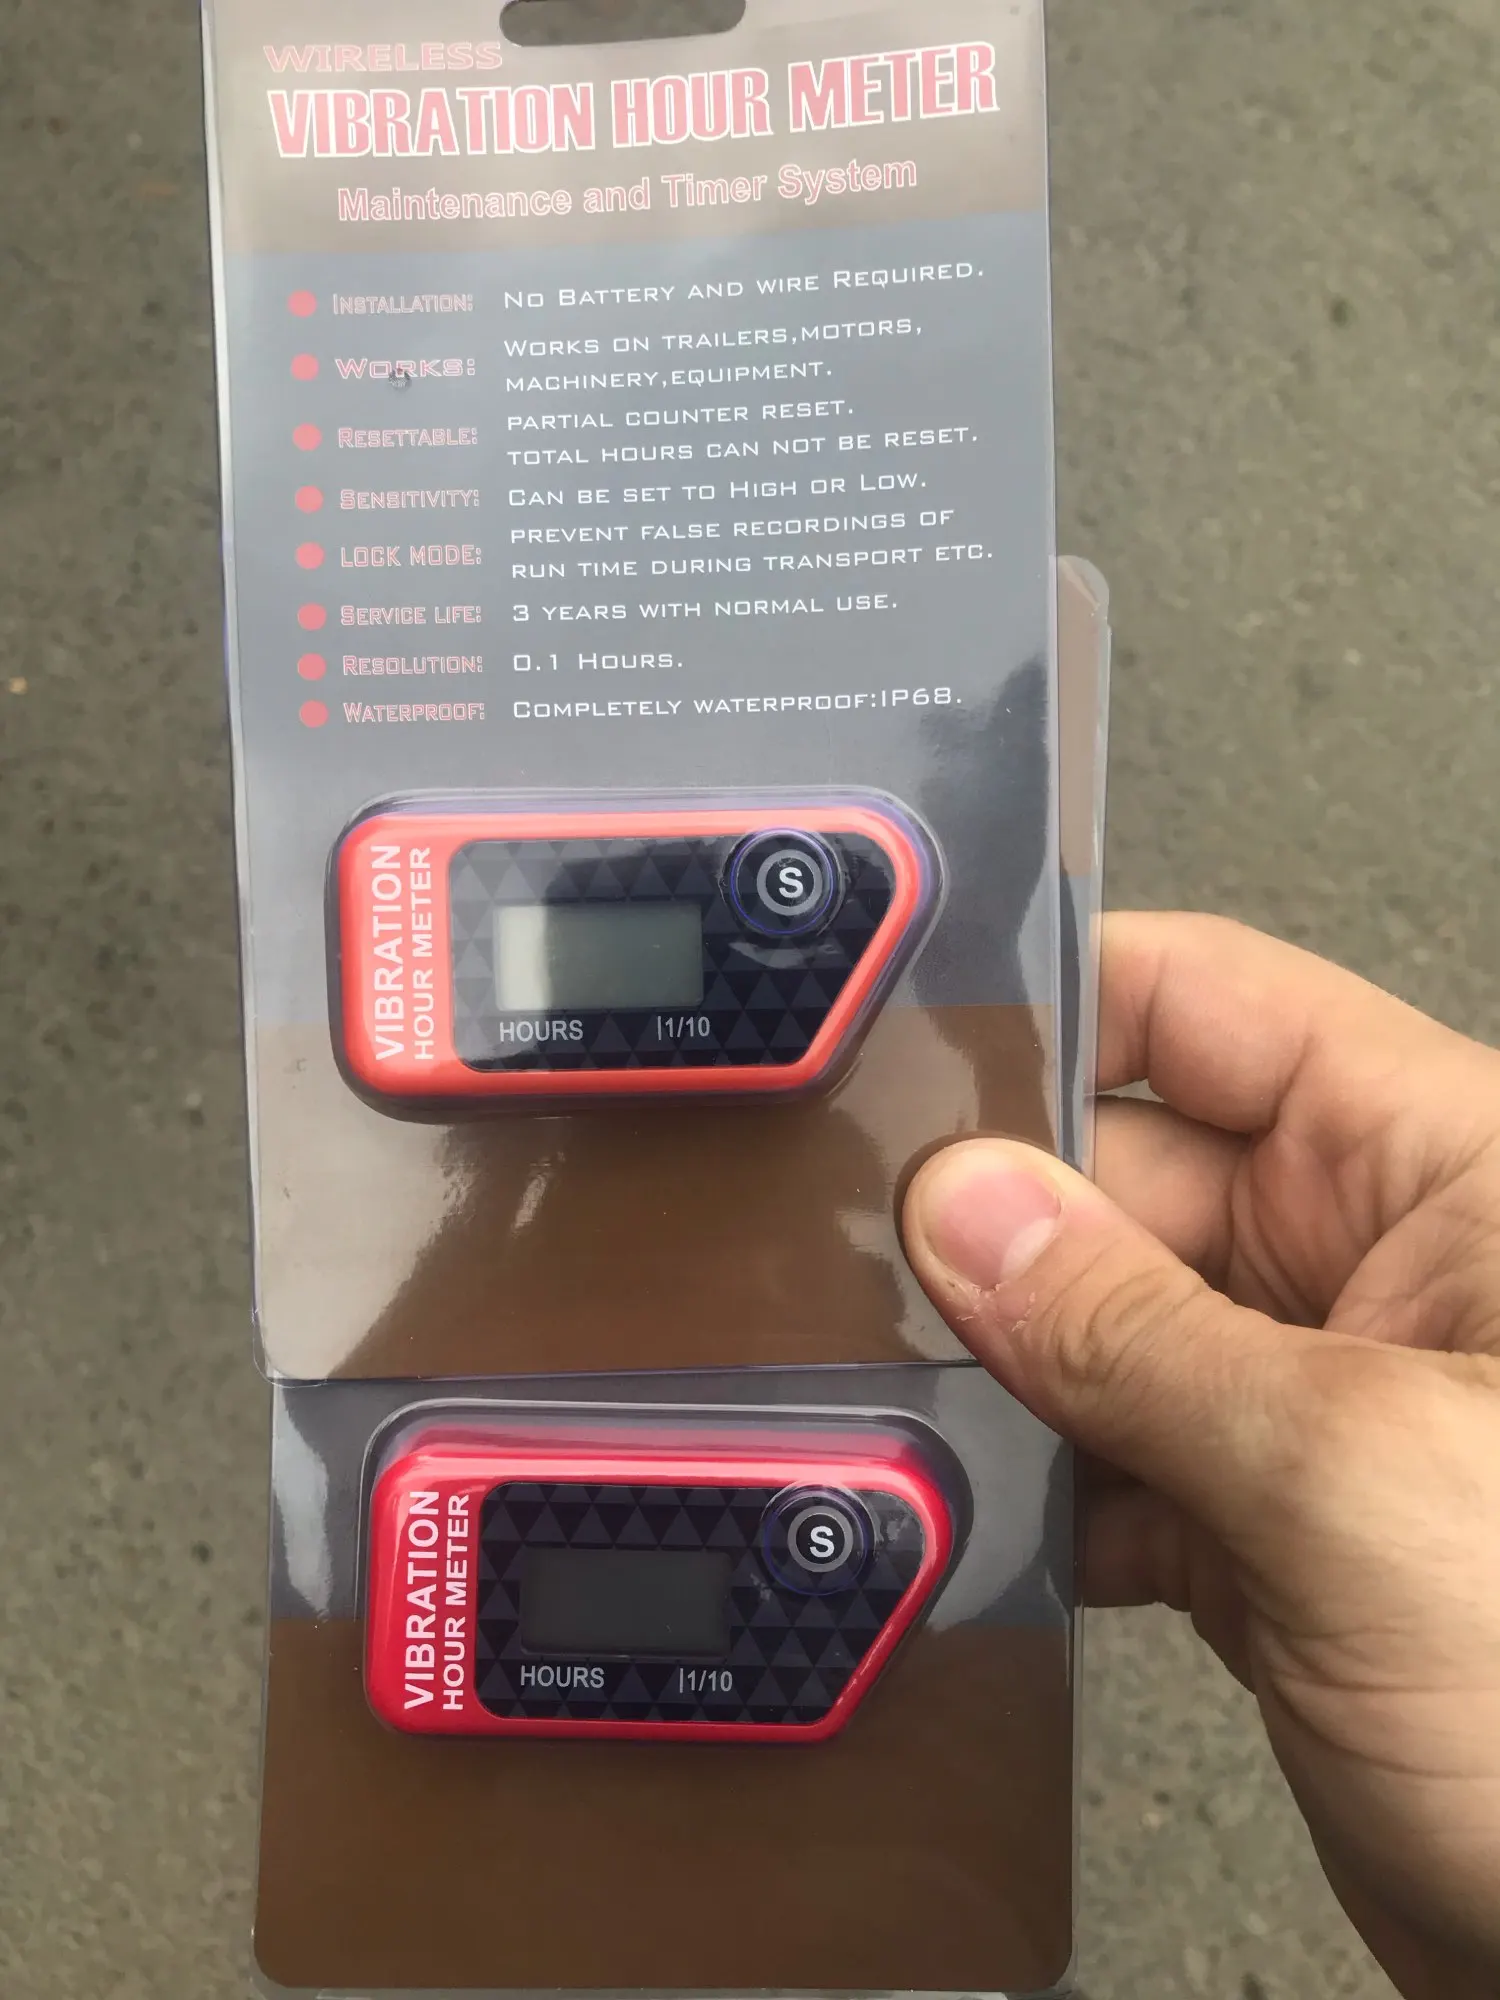 WIRELESS
VIBRATION HOUR METER
Maintenance and Timer System
INSTALLATION: NO BATTERY AND WIRE REQUIRED.
WORKS: WORKS ON TRAILERS,MOTORS,
MACHINERY,EQUIPMENT.
RESETTABLE: PARTIAL COUNTER RESET.
TOTAL HOURS CAN NOT BE RESET.
SENSITIVITY: CAN BE SET TO HIGH OR LOW.
LOCK MODE: PREVENT FALSE RECORDINGS OF
RUN TIME DURING TRANSPORT ETC.
SERVICE LIFE: 3 YEARS WITH NORMAL USE.
RESOLUTION: 0.1 HOURS.
WATERPROOF: COMPLETELY WATERPROOF:IP68.
VIBRATION
HOUR METER
S
HOURS |1/10
VIBRATION
HOUR METER
S
HOURS |1/10